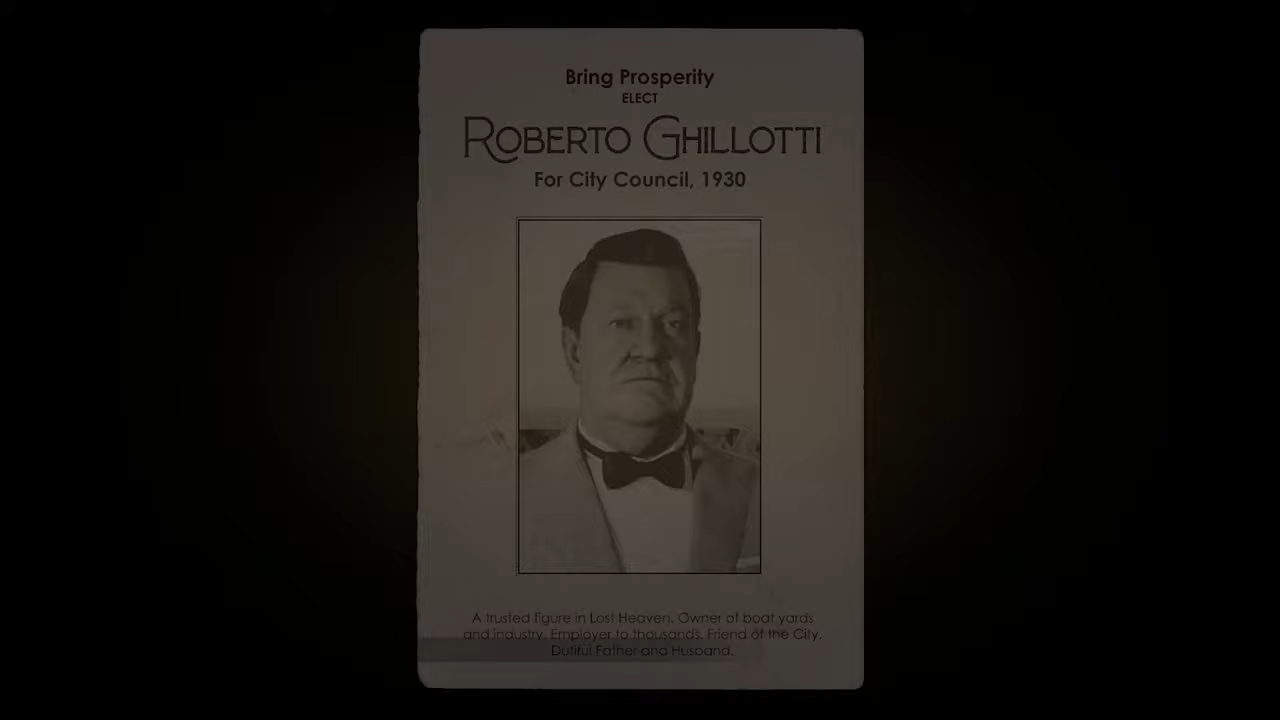 Bring Prosperity
ELECT
ROBERTO GHILLOTTI
For City Council, 1930
A trusted figure in Lost Heaven. Owner of boat yards
and industry. Employer to thousands. Friend of the City.
Dutiful Father and Husband.